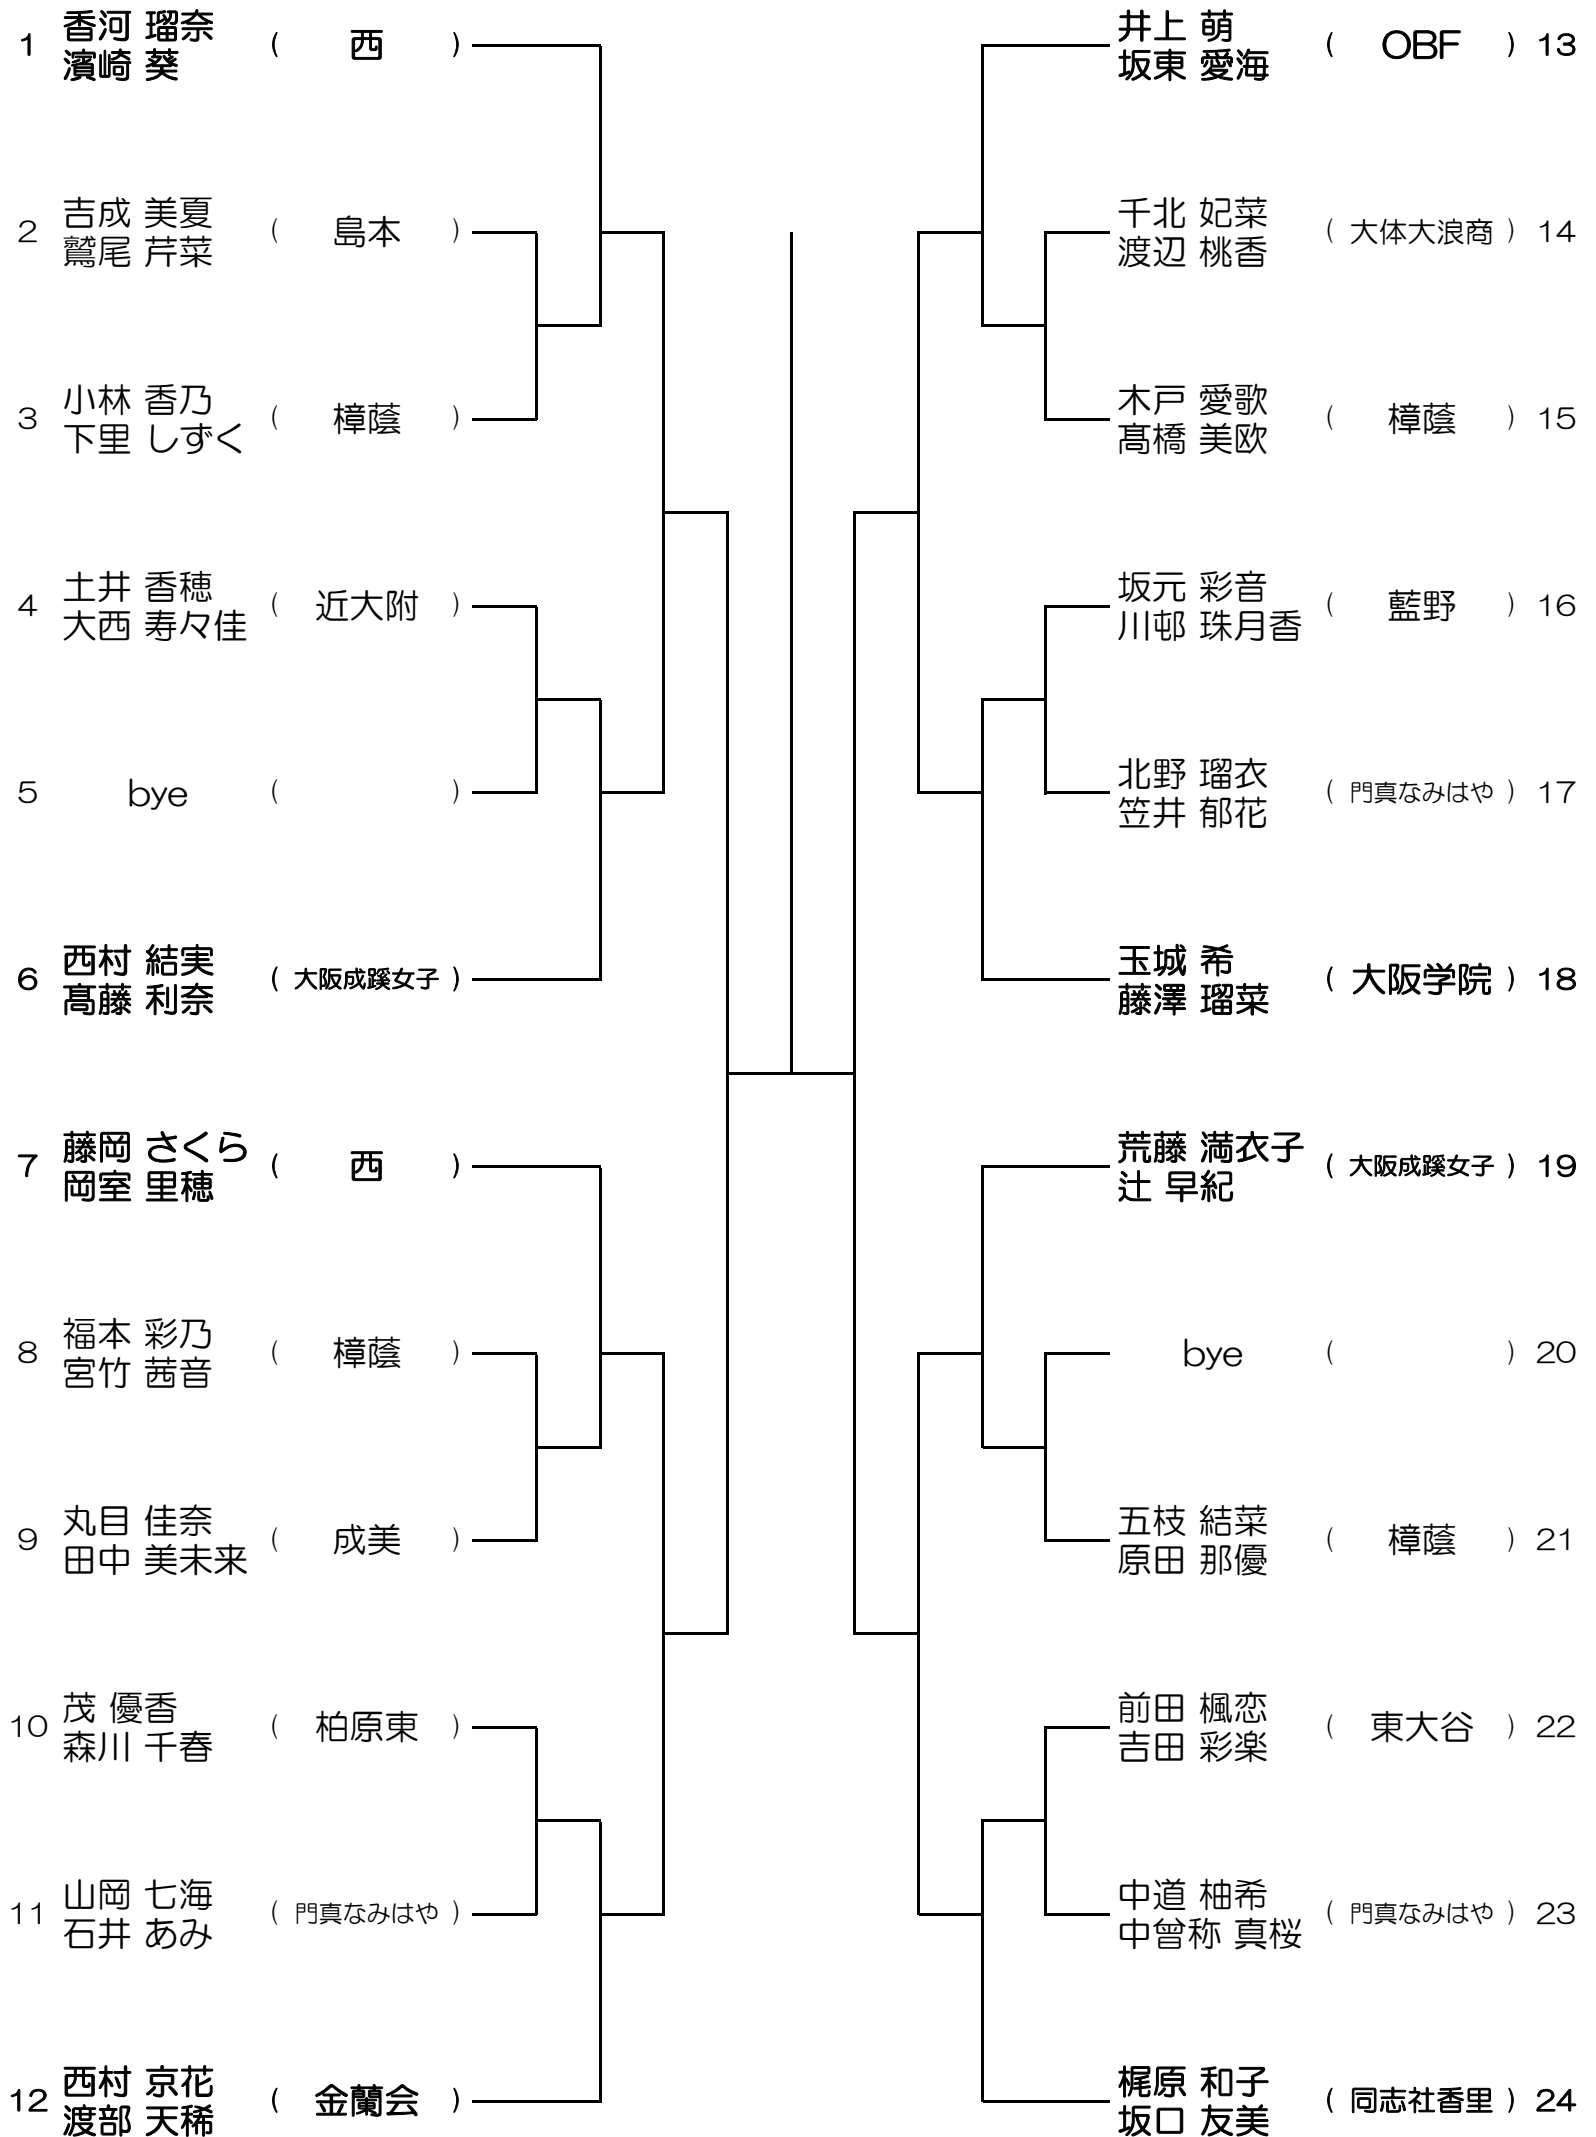 1 香河 瑠奈 ( 西 )
濱崎 葵
2 吉成 美夏 ( 島本 )
鷲尾 芹菜
3 小林 香乃 ( 樟蔭 )
下里 しずく
4 土井 香穂 ( 近大附 )
大西 寿々佳
5 bye ( )
6 西村 結実 ( 大阪成蹊女子 )
髙藤 利奈
7 藤岡 さくら ( 西 )
岡室 里穂
8 福本 彩乃 ( 樟蔭 )
宮竹 茜音
9 丸目 佳奈 ( 成美 )
田中 美未来
10 茂 優香 ( 柏原東 )
森川 千春
11 山岡 七海 ( 門真なみはや )
石井 あみ
12 西村 京花 ( 金蘭会 )
渡部 天稀
井上 萌 ( OBF ) 13
坂東 愛海
千北 妃菜 ( 大体大浪商 ) 14
渡辺 桃香
木戸 愛歌 ( 樟蔭 ) 15
髙橋 美欧
坂元 彩音 ( 藍野 ) 16
川邨 珠月香
北野 瑠衣 ( 門真なみはや ) 17
笠井 郁花
玉城 希 ( 大阪学院 ) 18
藤澤 瑠菜
荒藤 満衣子 ( 大阪成蹊女子 ) 19
辻 早紀
bye ( ) 20
五枝 結菜 ( 樟蔭 ) 21
原田 那優
前田 楓恋 ( 東大谷 ) 22
吉田 彩楽
中道 柚希 ( 門真なみはや ) 23
中曾称 真桜
梶原 和子 ( 同志社香里 ) 24
坂口 友美